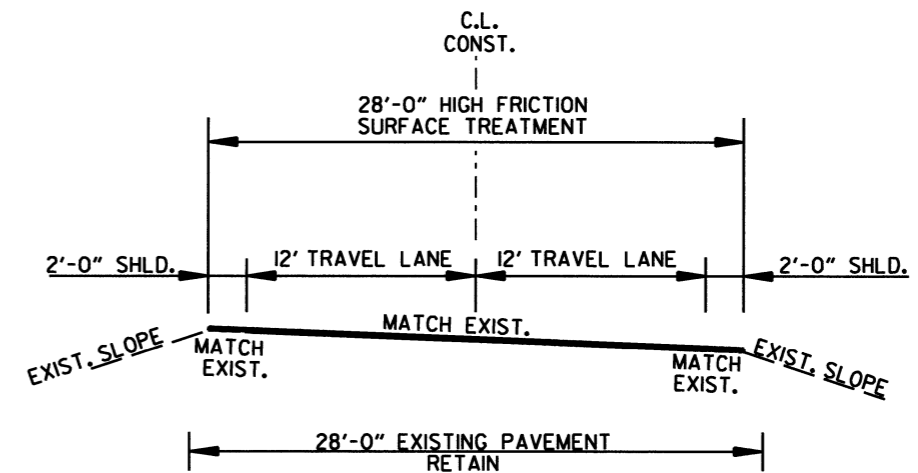 C.L.
CONST.
28'-0" HIGH FRICTION
SURFACE TREATMENT
2'-0" SHLD.
12' TRAVEL LANE
12' TRAVEL LANE
2'-0" SHLD.
MATCH EXIST.
EXIST. SLOPE
MATCH
EXIST.
MATCH
EXIST.
EXIST. SLOPE
28'-0" EXISTING PAVEMENT
RETAIN